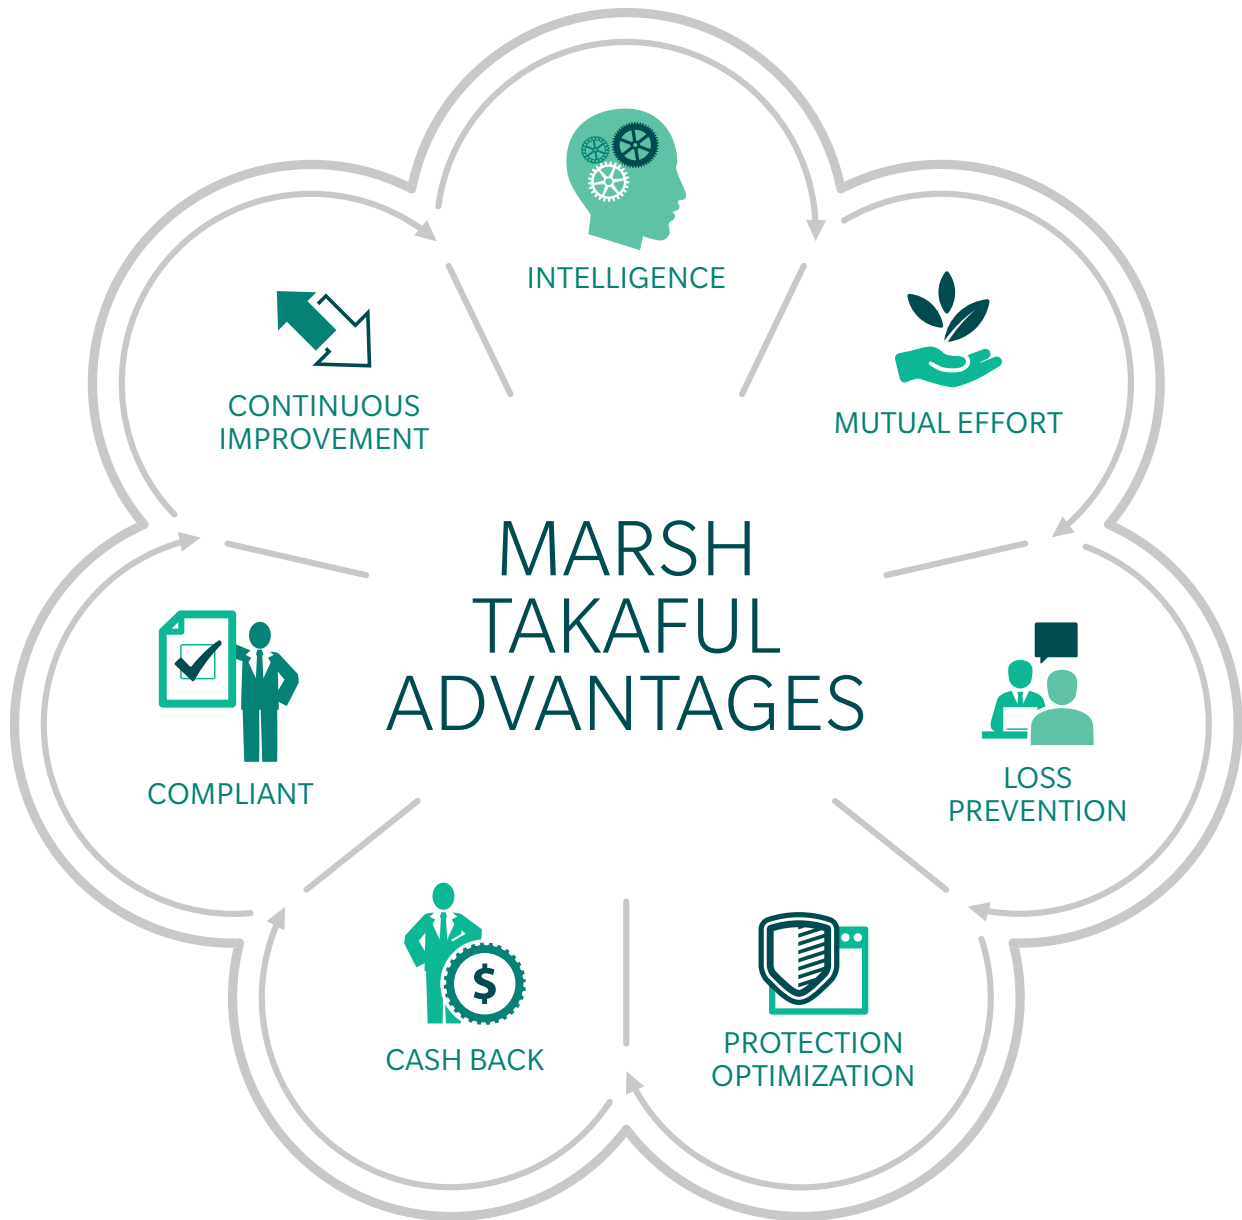 INTELLIGENCE
MUTUAL EFFORT
LOSS
PREVENTION
PROTECTION
OPTIMIZATION
CASH BACK
COMPLIANT
CONTINUOUS
IMPROVEMENT
MARSH
TAKAFUL
ADVANTAGES
$